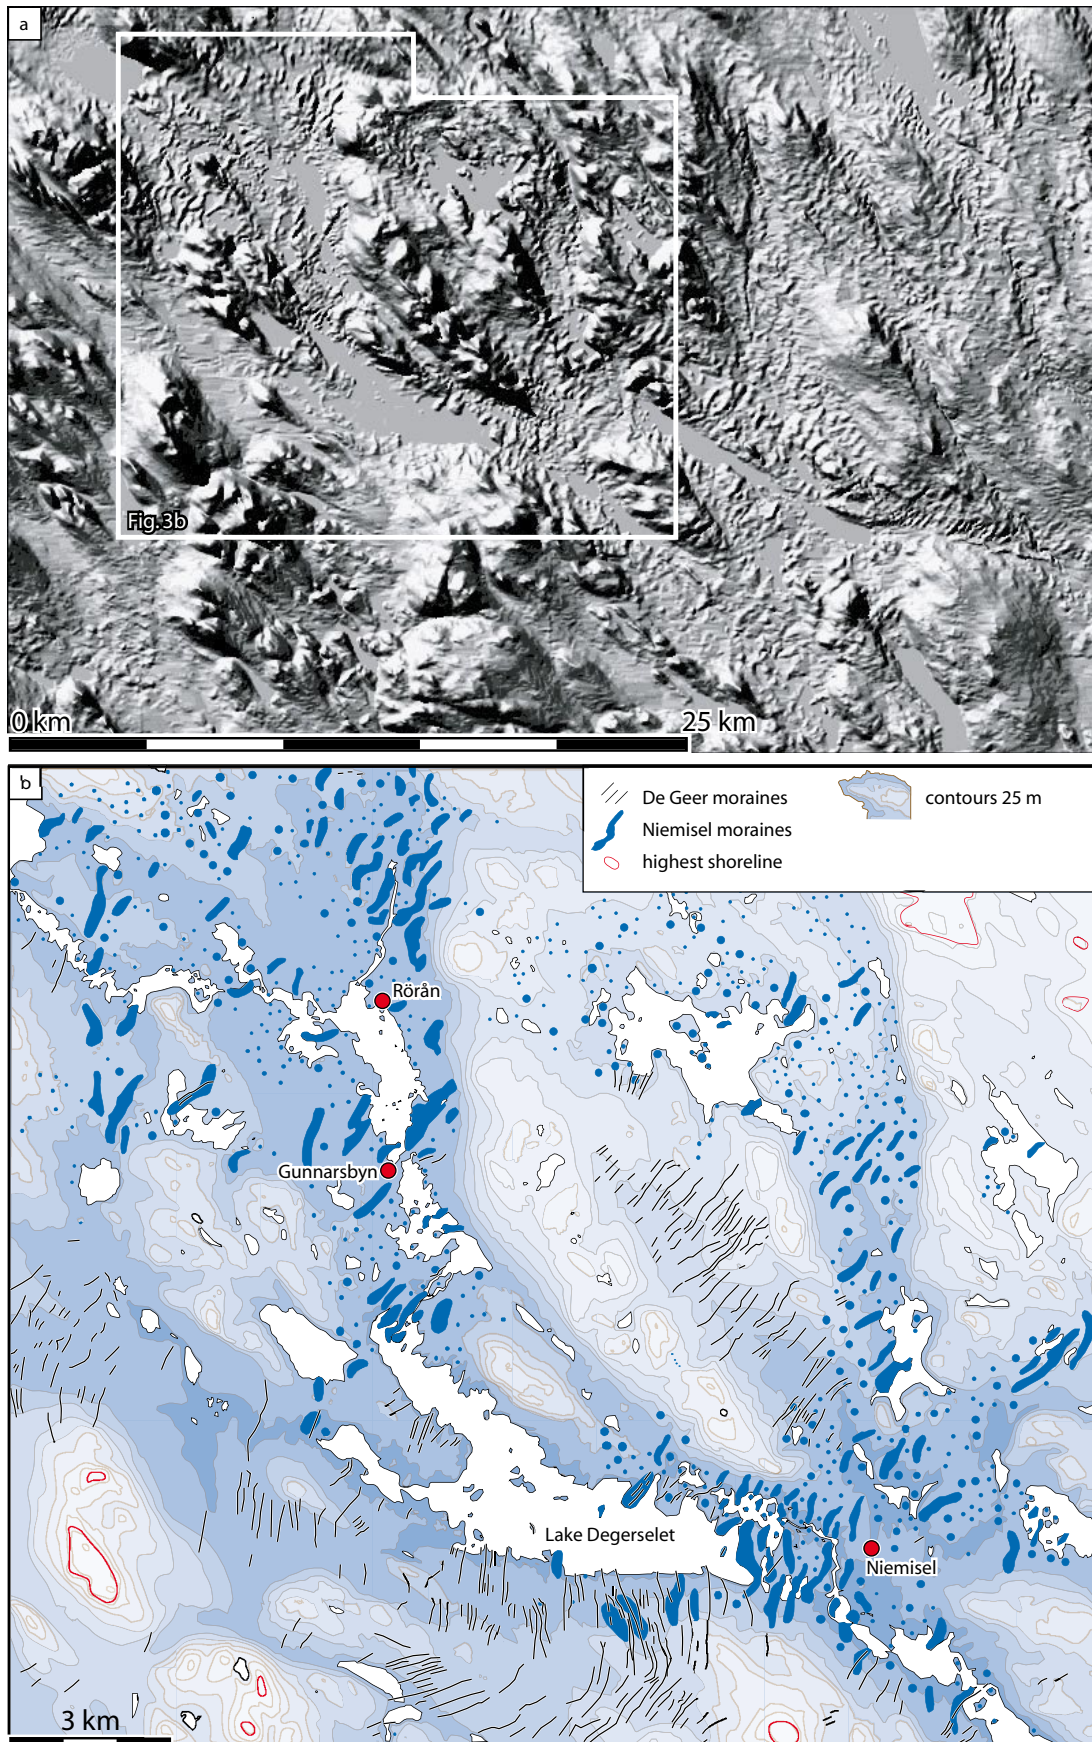 a
Fig.3b
0 km
25 km
b
De Geer moraines
Niemisel moraines
highest shoreline
contours 25 m
Rörån
Gunnarsbyn
Lake Degerselet
Niemisel
3 km